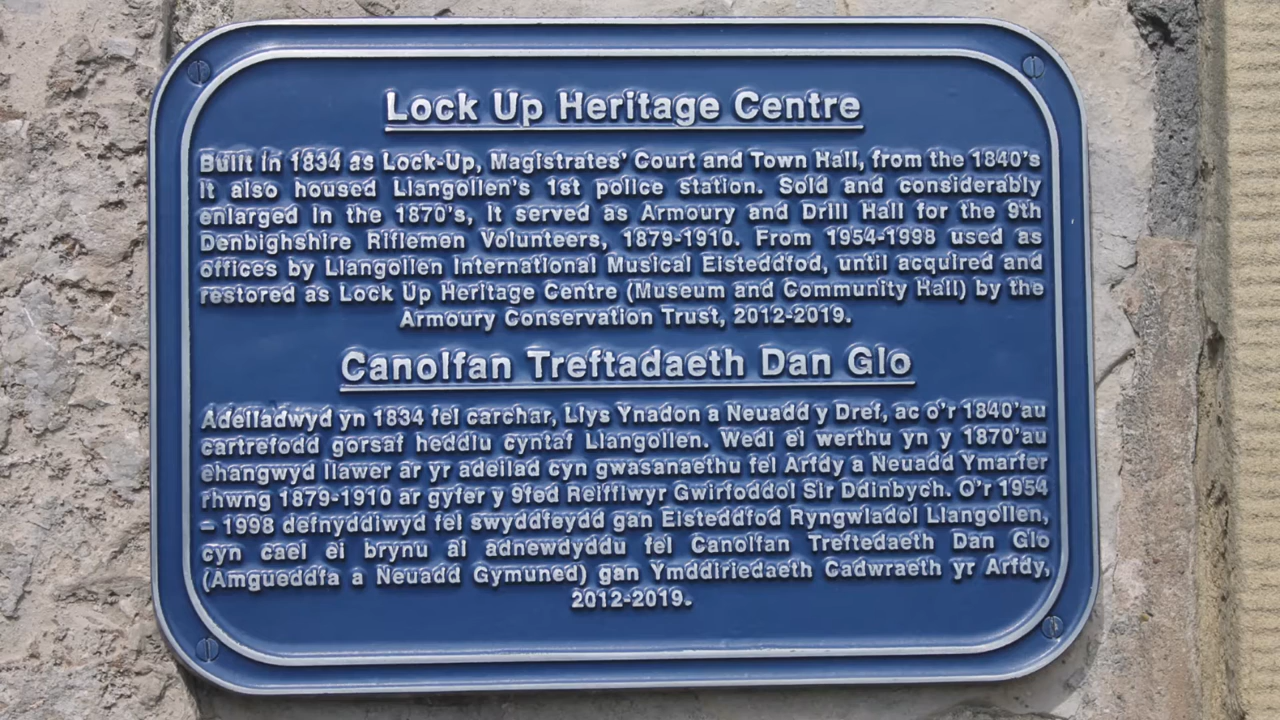 Lock Up Heritage Centre
Built in 1834 as Lock-Up, Magistrates' Court and Town Hall, from the 1840's
it also housed Llangollen's 1st police station. Sold and considerably
enlarged in the 1870's, it served as Armoury and Drill Hall for the 9th
Denbighshire Riflemen Volunteers, 1879-1910. From 1954-1998 used as
offices by Llangollen International Musical Eisteddfod, until acquired and
restored as Lock Up Heritage Centre (Museum and Community Hall) by the
Armoury Conservation Trust, 2012-2019.
Canolfan Treftadaeth Dan Glo
Adeiladwyd yn 1834 fel carchar, Llys Ynadon a Neuadd y Dref, ac o'r 1840'au
cartrefodd gorsaf heddlu cyntaf Llangollen. Wedi ei werthu yn y 1870'au
ehangwyd llawer ar yr adeilad cyn gwasanaethu fel Arfdy a Neuadd Ymarfer
rhwng 1879-1910 ar gyfer y 9fed Reifflwyr Gwirfoddol Sir Ddinbych. O'r 1954
– 1998 defnyddiwyd fel swyddfeydd gan Eisteddfod Ryngwladol Llangollen,
cyn cael ei brynu ai adnewdyddu fel Canolfan Treftedaeth Dan Glo
(Amgueddfa a Neuadd Gymuned) gan Ymddiriedaeth Cadwraeth yr Arfdy,
2012-2019.